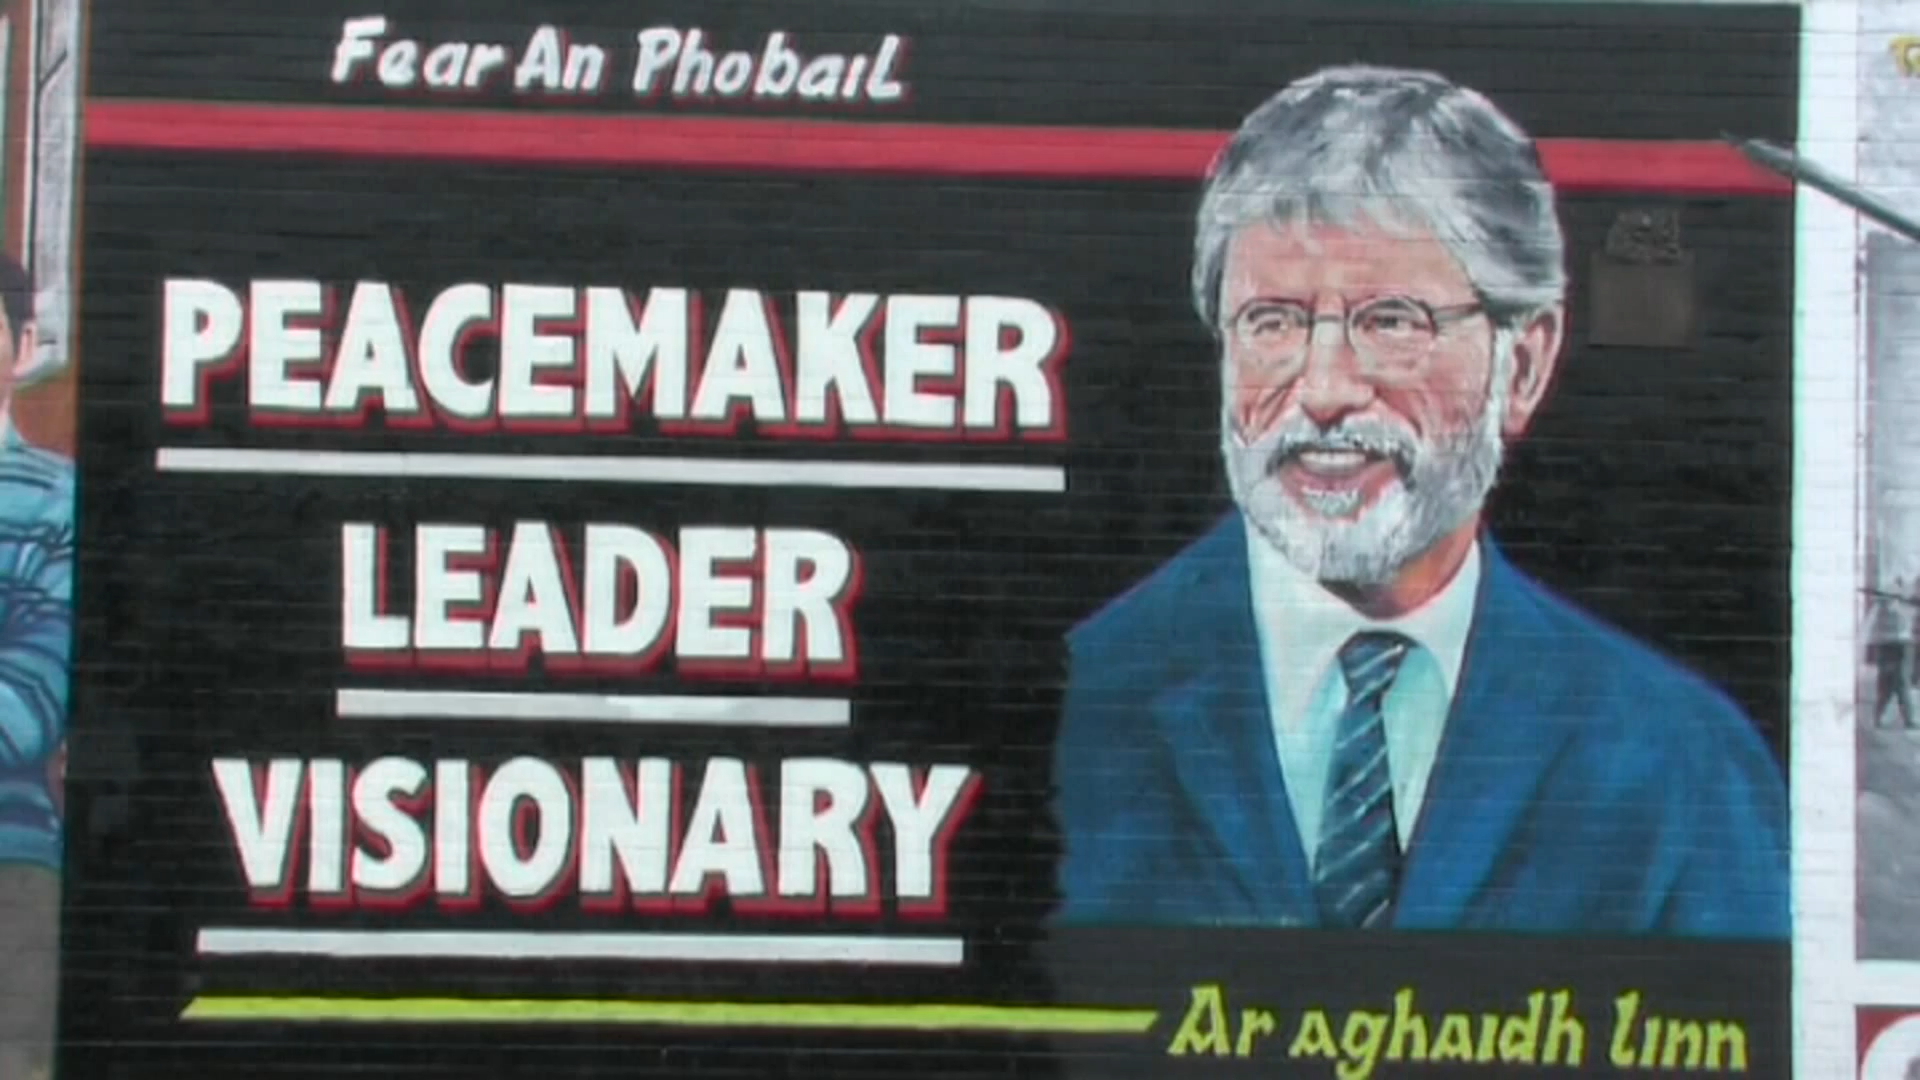 Fear An Phobail
PEACEMAKER
LEADER
VISIONARY
Ar aghaidh linn